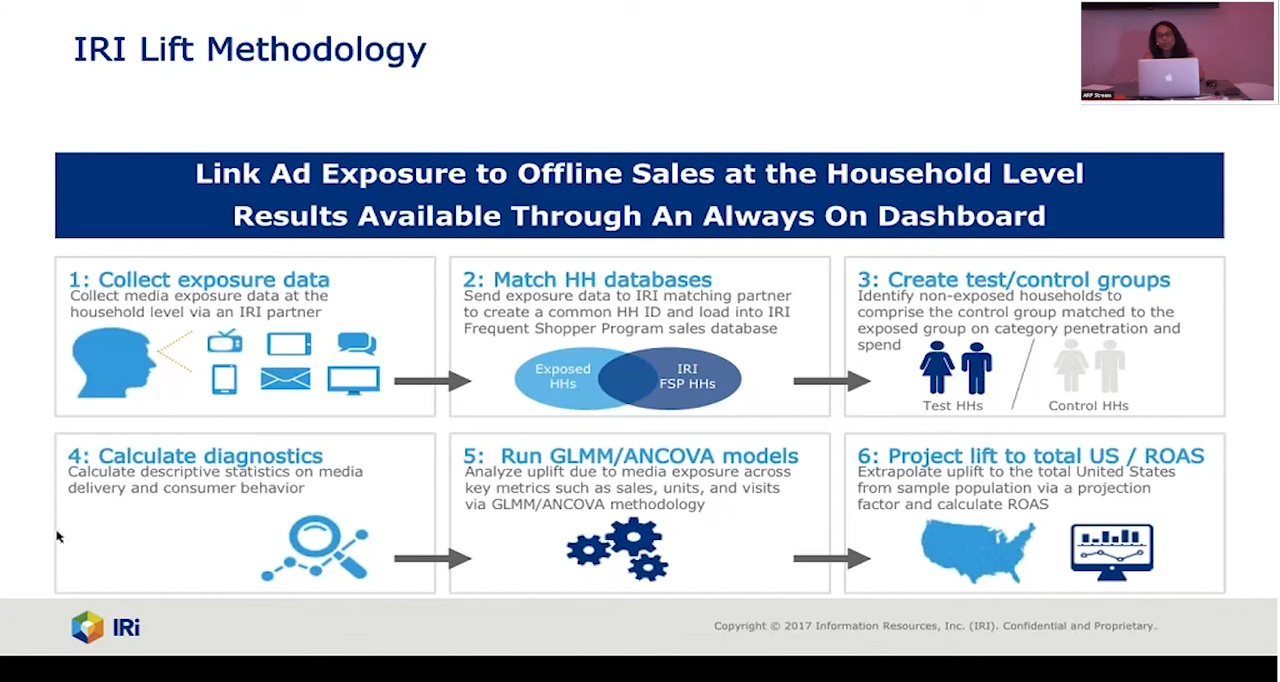 IRI Lift Methodology
ARF Stream
Link Ad Exposure to Offline Sales at the Household Level
Results Available Through An Always On Dashboard
1: Collect exposure data
Collect media exposure data at the
household level via an IRI partner
2: Match HH databases
Send exposure data to IRI matching partner
to create a common HH ID and load into IRI
Frequent Shopper Program sales database
Exposed
HHs
IRI
FSP HHs
3: Create test/control groups
Identify non-exposed households to
comprise the control group matched to the
exposed group on category penetration and
spend
Test HHs
Control HHs
4: Calculate diagnostics
Calculate descriptive statistics on media
delivery and consumer behavior
5: Run GLMM/ANCOVA models
Analyze uplift due to media exposure across
key metrics such as sales, units, and visits
via GLMM/ANCOVA methodology
6: Project lift to total US / ROAS
Extrapolate uplift to the total United States
from sample population via a projection
factor and calculate ROAS
IRi
Copyright © 2017 Information Resources, Inc. (IRI). Confidential and Proprietary.